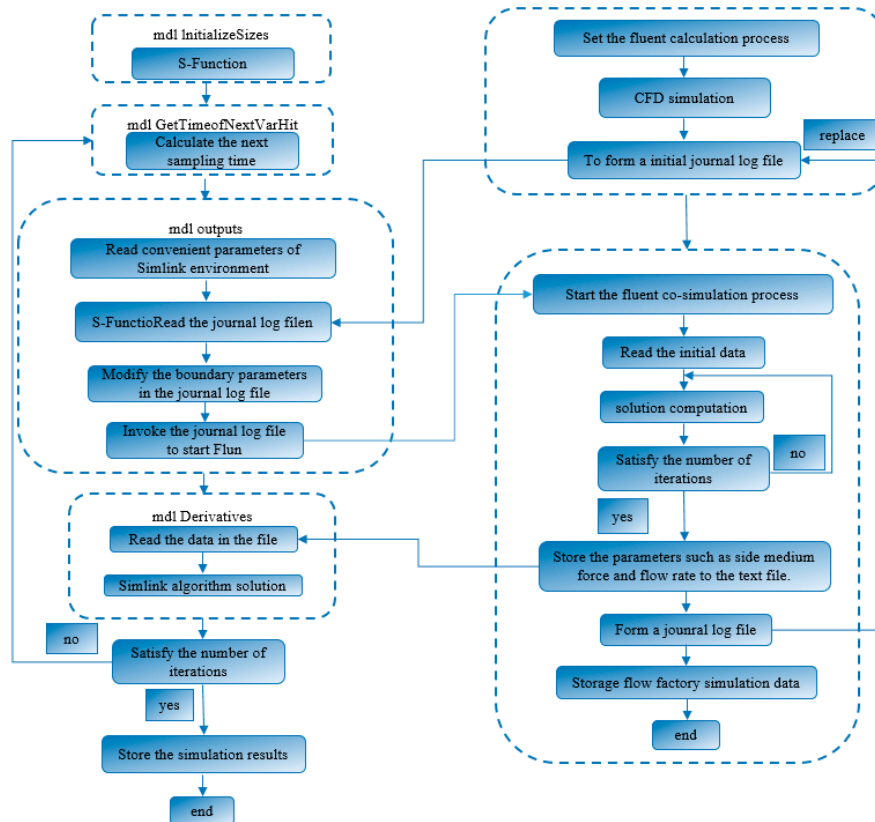 mdl InitializeSizes
S-Function
mdl GetTimeofNextVarHit
Calculate the next
sampling time
mdl outputs
Read convenient parameters of
Simlink environment
S-FunctioRead the journal log filen
Modify the boundary parameters
in the journal log file
Invoke the journal log file
to start Flun
mdl Derivatives
Read the data in the file
Simlink algorithm solution
no
Satisfy the number of
iterations
yes
Store the simulation results
end
Set the fluent calculation process
CFD simulation
replace
To form a initial journal log file
Start the fluent co-simulation process
Read the initial data
solution computation
Satisfy the number of
iterations
no
yes
Store the parameters such as side medium
force and flow rate to the text file.
Form a jounral log file
Storage flow factory simulation data
end